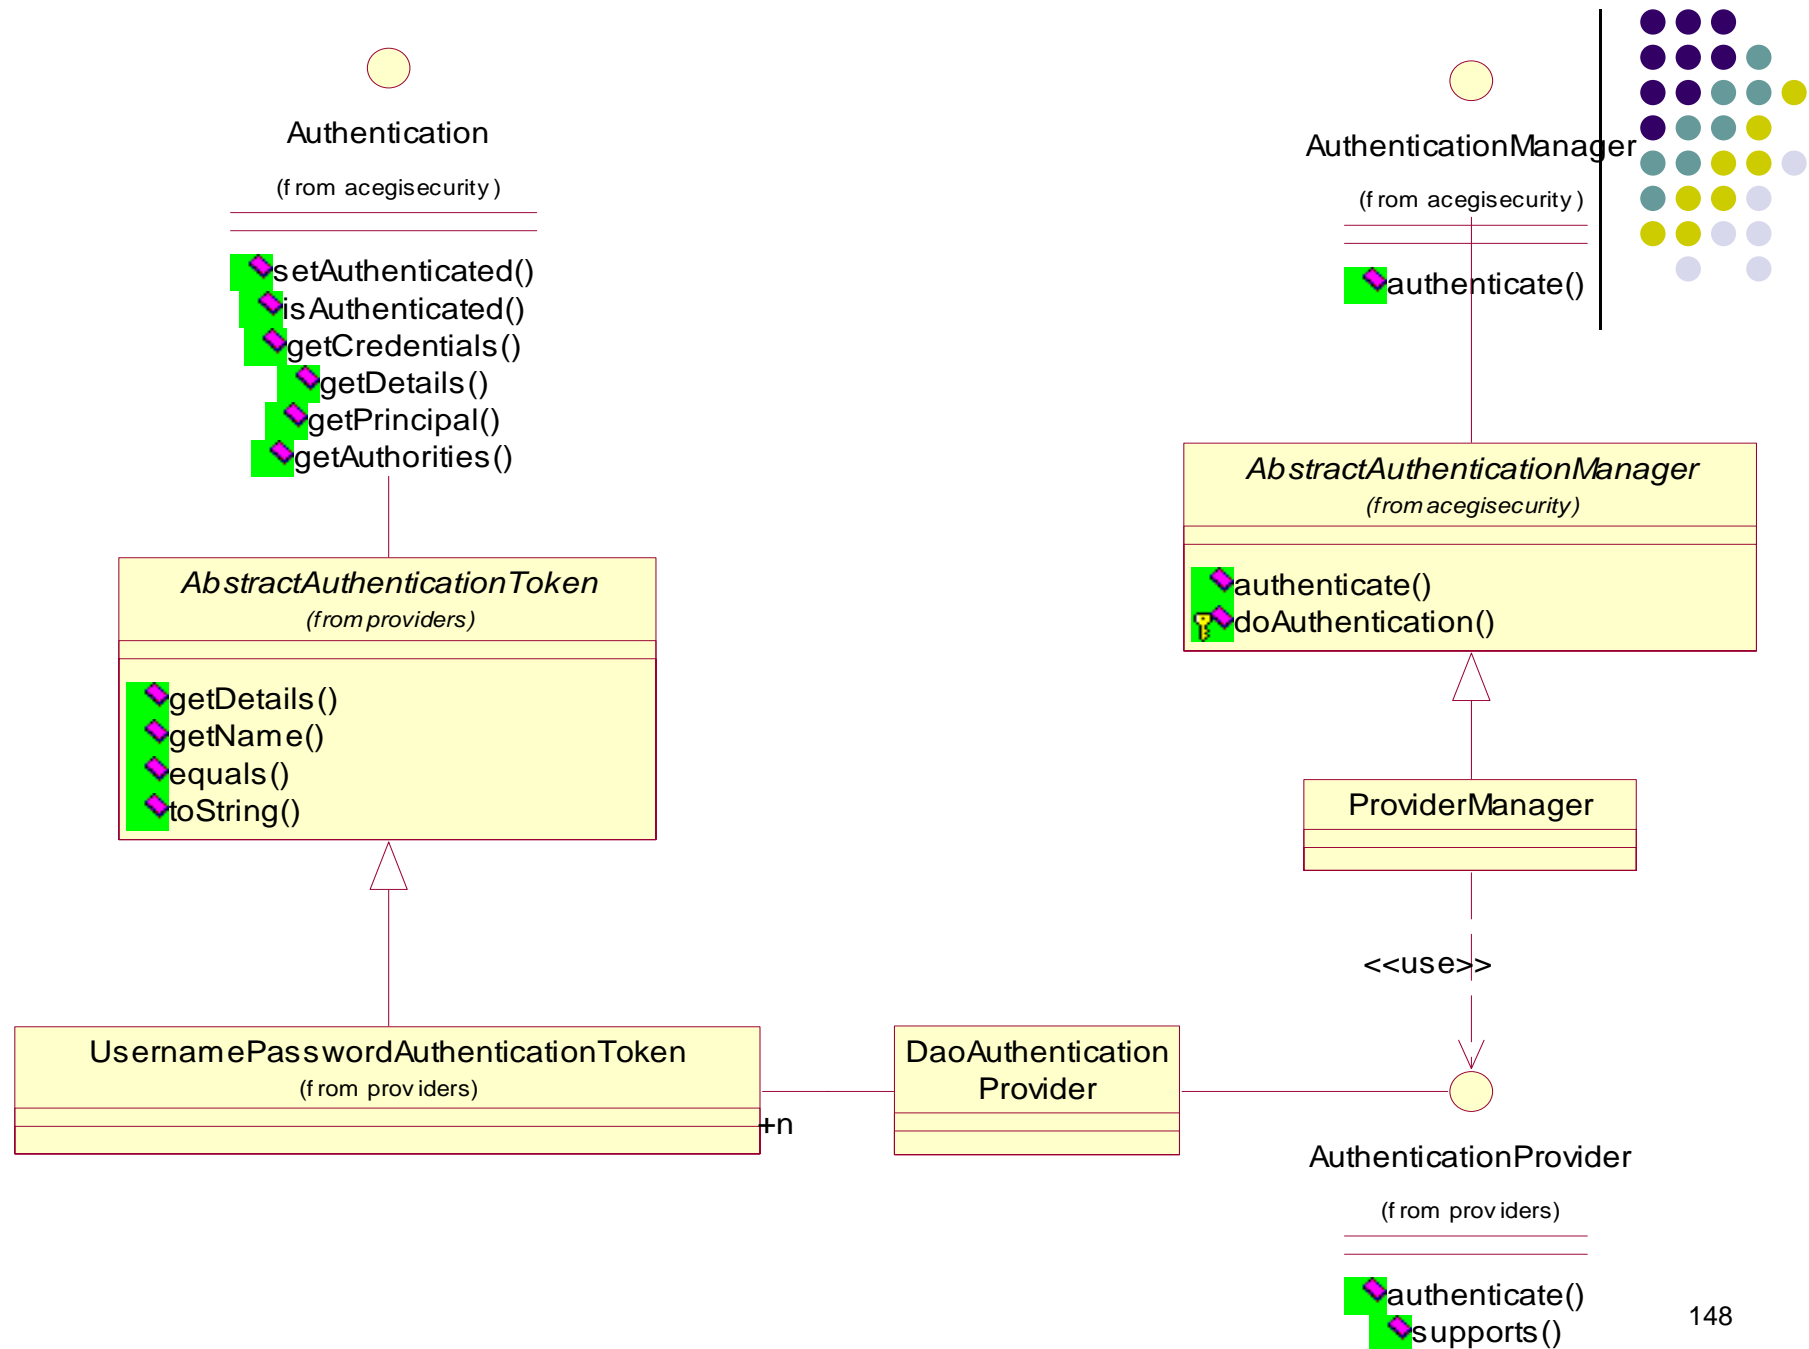 Authentication
(from acegisecurity)
setAuthenticated()
isAuthenticated()
getCredentials()
getDetails()
getPrincipal()
getAuthorities()
AbstractAuthenticationToken
(from providers)
getDetails()
getName()
equals()
toString()
UsernamePasswordAuthenticationToken
(from providers)
+n
DaoAuthentication
Provider
AuthenticationManager
(from acegisecurity)
authenticate()
AbstractAuthenticationManager
(from acegisecurity)
authenticate()
doAuthentication()
ProviderManager
<<use>>
AuthenticationProvider
(from providers)
authenticate()
supports()
148